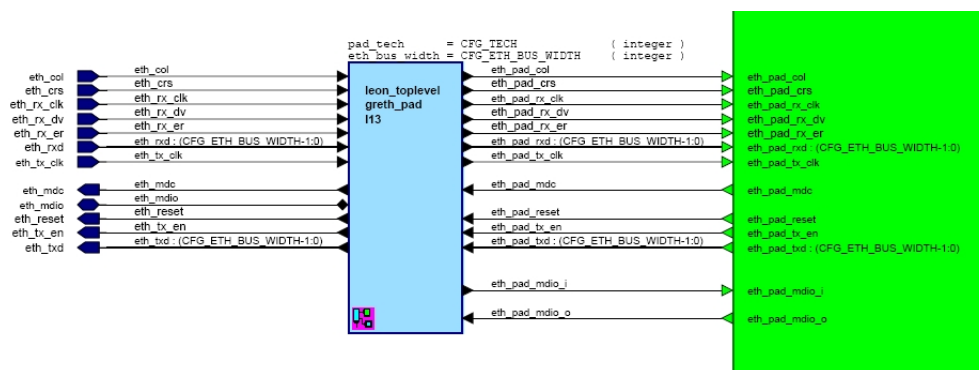 pad_tech = CFG_TECH ( integer )
eth_bus_width = CFG_ETH_BUS_WIDTH ( integer )
leon_toplevel
greth_pad
I13
eth_col eth_col eth_pad_col eth_pad_col
eth_crs eth_crs eth_pad_crs eth_pad_crs
eth_rx_clk eth_rx_clk eth_pad_rx_clk eth_pad_rx_clk
eth_rx_dv eth_rx_dv eth_pad_rx_dv eth_pad_rx_dv
eth_rx_er eth_rx_er eth_pad_rx_er eth_pad_rx_er
eth_rxd eth_rxd : (CFG_ETH_BUS_WIDTH-1:0) eth_pad_rxd : (CFG_ETH_BUS_WIDTH-1:0) eth_pad_rxd : (CFG_ETH_BUS_WIDTH-1:0)
eth_tx_clk eth_tx_clk eth_pad_tx_clk eth_pad_tx_clk
eth_mdc eth_mdc eth_pad_mdc eth_pad_mdc
eth_mdio eth_mdio
eth_reset eth_reset eth_pad_reset eth_pad_reset
eth_tx_en eth_tx_en eth_pad_tx_en eth_pad_tx_en
eth_txd eth_txd : (CFG_ETH_BUS_WIDTH-1:0) eth_pad_txd : (CFG_ETH_BUS_WIDTH-1:0) eth_pad_txd : (CFG_ETH_BUS_WIDTH-1:0)
eth_pad_mdio_i eth_pad_mdio_i
eth_pad_mdio_o eth_pad_mdio_o